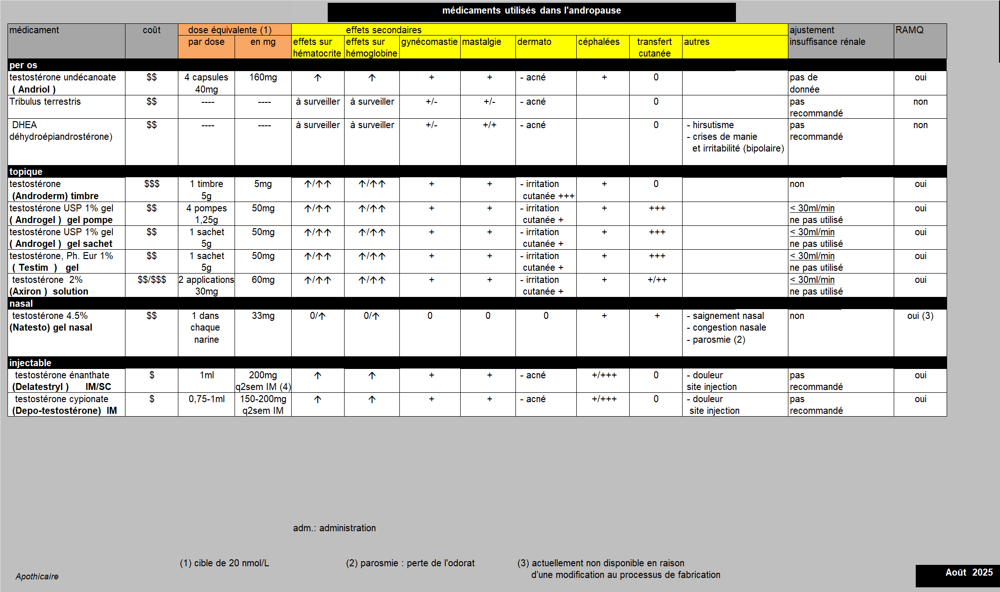 médicaments utilisés dans l'andropause
médicament coût dose équivalente (1) effets secondaires ajustement RAMQ
par dose en mg effets sur effets sur gynécomastie mastalgie dermato céphalées transfert autres insuffisance rénale
hématocrite hémoglobine cutanée
per os
testostérone undécanoate $$ 4 capsules 160mg ↑ ↑ + + - acné + 0 pas de oui
( Andriol ) 40mg donnée
Tribulus terrestris $$ ---- ---- à surveiller à surveiller +/- +/- - acné 0 pas non
recommandé
DHEA $$ ---- ---- à surveiller à surveiller +/- +/+ - acné 0 - hirsutisme pas non
déhydroépiandrostérone) - crises de manie recommandé
et irritabilité (bipolaire)
topique
testostérone $$$ 1 timbre 5mg ↑/↑↑ ↑/↑↑ + + - irritation + 0 non oui
(Androderm) timbre 5g cutanée +++
testostérone USP 1% gel $$ 4 pompes 50mg ↑/↑↑ ↑/↑↑ + + - irritation + +++ < 30ml/min oui
( Androgel ) gel pompe 1,25g cutanée + ne pas utilisé
testostérone USP 1% gel $$ 1 sachet 50mg ↑/↑↑ ↑/↑↑ + + - irritation + +++ < 30ml/min oui
( Androgel ) gel sachet 5g cutanée + ne pas utilisé
testostérone, Ph. Eur 1% $$ 1 sachet 50mg ↑/↑↑ ↑/↑↑ + + - irritation + +++ < 30ml/min oui
( Testim ) gel 5g cutanée + ne pas utilisé
testostérone 2% $$/$$$ 2 applications 60mg ↑/↑↑ ↑/↑↑ + + - irritation + +/++ < 30ml/min oui
(Axiron ) solution 30mg cutanée + ne pas utilisé
nasal
testostérone 4.5% $$ 1 dans 33mg 0/↑ 0/↑ 0 0 0 + + - saignement nasal non oui (3)
(Natesto) gel nasal chaque - congestion nasale
narine - parosmie (2)
injectable
testostérone énanthate $ 1ml 200mg ↑ ↑ + + - acné +/+++ 0 - douleur pas oui
(Delatestryl ) IM/SC q2sem IM (4) site injection recommandé
testostérone cypionate $ 0,75-1ml 150-200mg ↑ ↑ + + - acné +/+++ 0 - douleur pas oui
(Depo-testostérone) IM q2sem IM site injection recommandé
adm.: administration
(1) cible de 20 nmol/L (2) parosmie : perte de l'odorat (3) actuellement non disponible en raison
d'une modification au processus de fabrication
Apothicaire
Août 2025